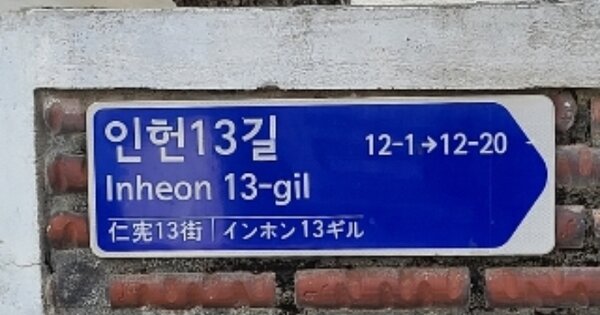 인헌13길 12-1→12-20
Inheon 13-gil
仁宪13街 | インホン13ギル